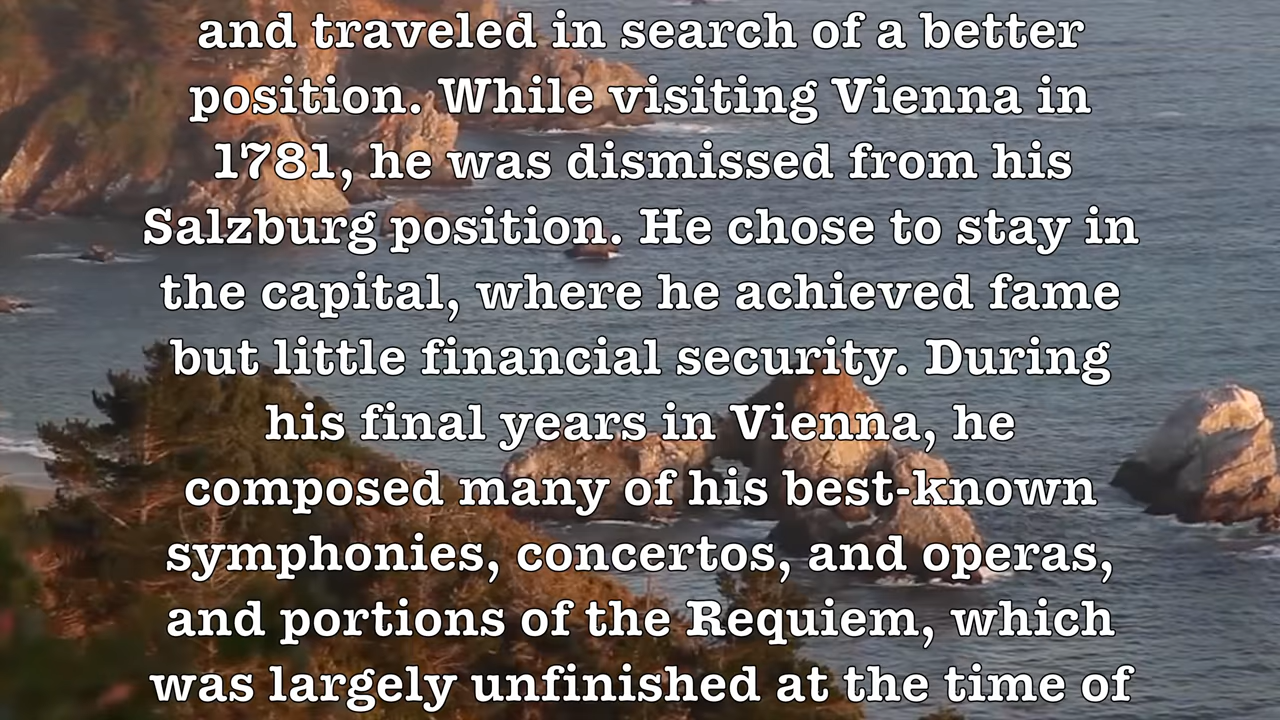 and traveled in search of a better
position. While visiting Vienna in
1781, he was dismissed from his
Salzburg position. He chose to stay in
the capital, where he achieved fame
but little financial security. During
his final years in Vienna, he
composed many of his best-known
symphonies, concertos, and operas,
and portions of the Requiem, which
was largely unfinished at the time of